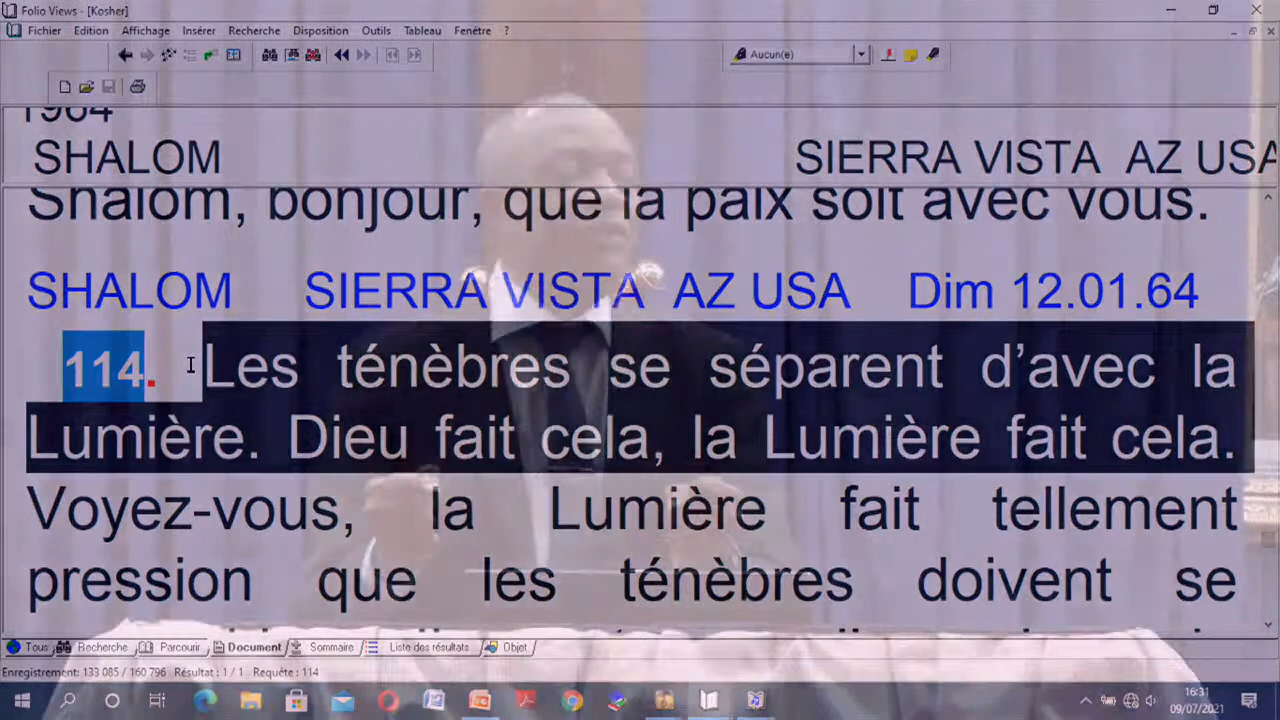 Folio Views - [Kosher]
Fichier Edition Affichage Insérer Recherche Disposition Outils Tableau Fenêtre ?
Aucun(e)
1964
SHALOM SIERRA VISTA AZ USA
Shalom, bonjour, que la paix soit avec vous.
SHALOM SIERRA VISTA AZ USA Dim 12.01.64
114. Les ténèbres se séparent d’avec la
Lumière. Dieu fait cela, la Lumière fait cela.
Voyez-vous, la Lumière fait tellement
pression que les ténèbres doivent se
Tous Recherche Parcourir Document Sommaire Liste des résultats Objet
Enregistrement: 133 085 / 160 796 Résultat : 1 / 1 Requête : 114
16:31
09/07/2021